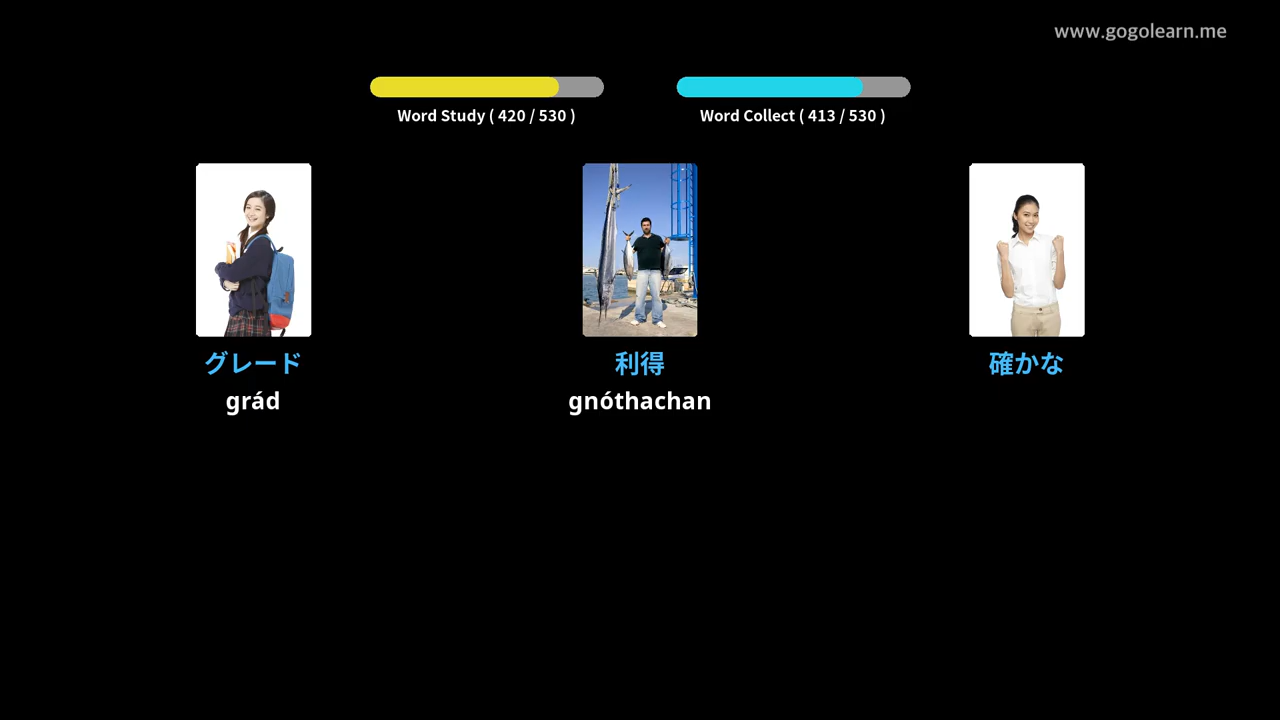 www.gogolearn.me
Word Study ( 420 / 530 )
Word Collect ( 413 / 530 )
グレード
grád
利得
gnóthachan
確かな